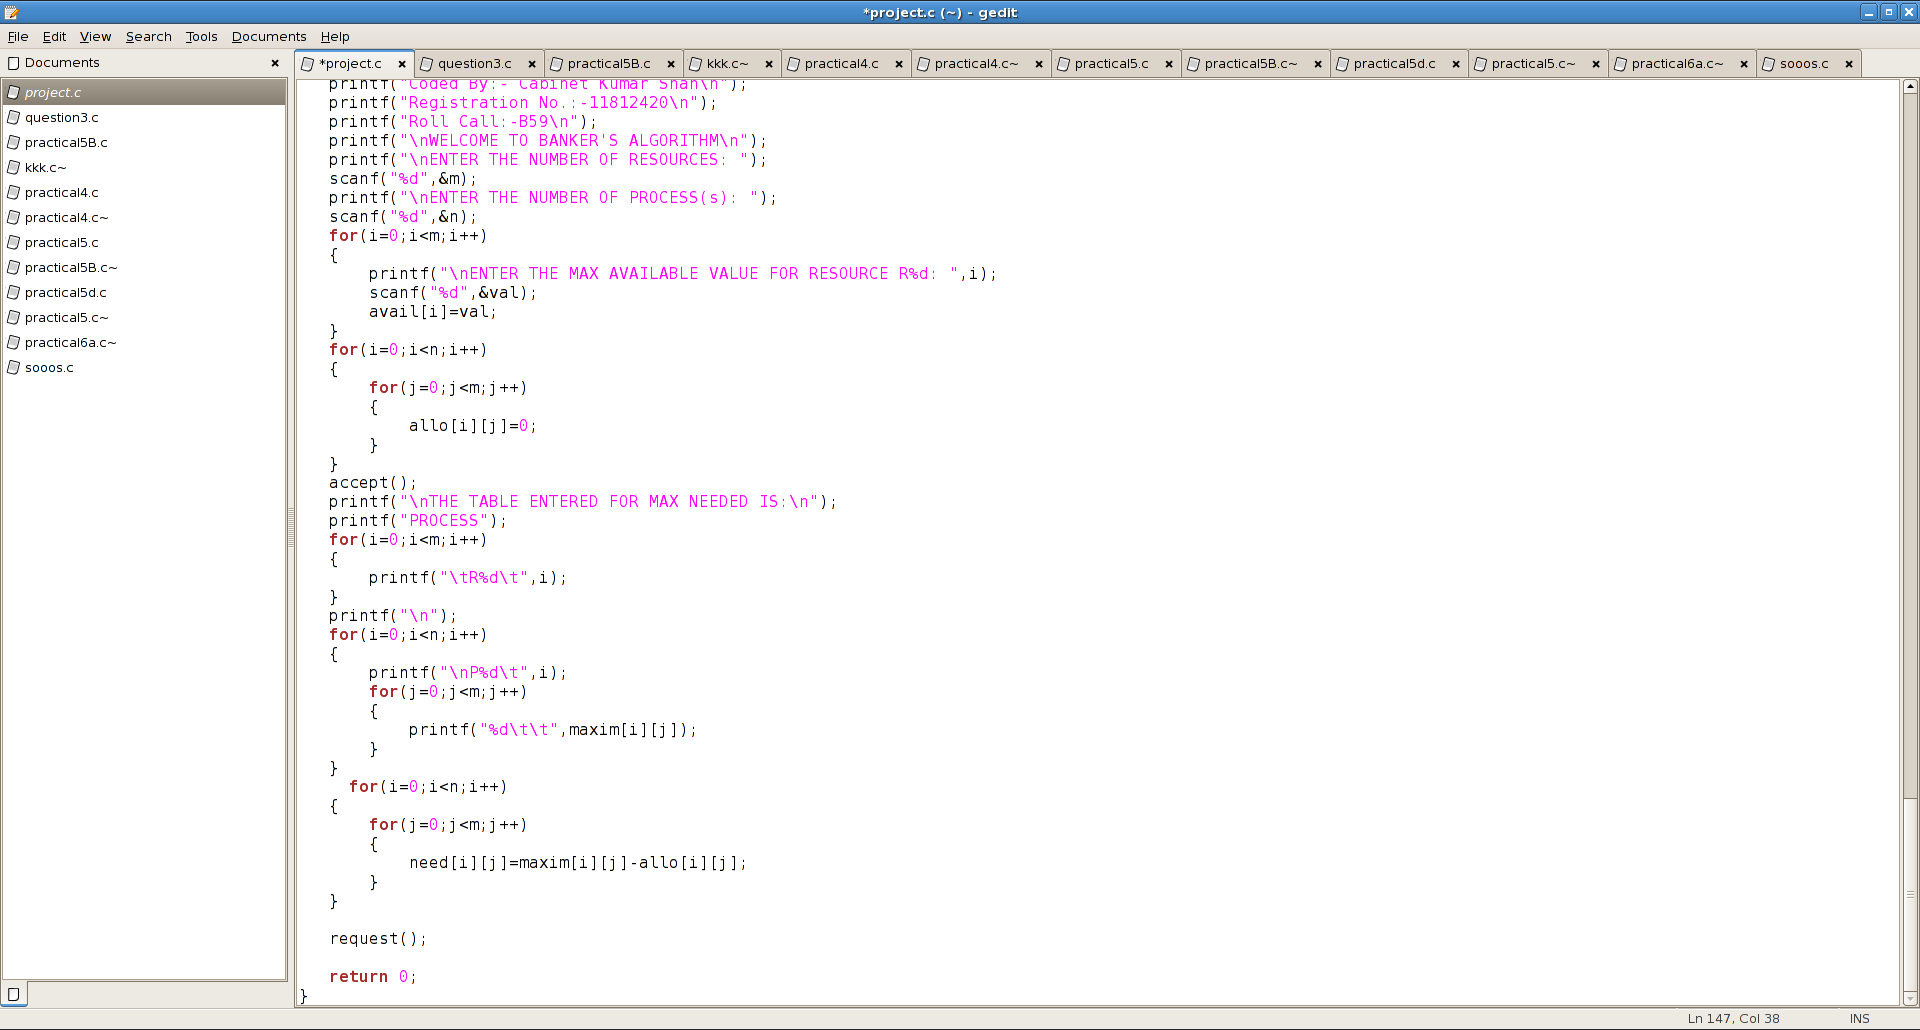 *project.c (~) - gedit
File Edit View Search Tools Documents Help
Documents
*project.c question3.c practical5B.c kkk.c~ practical4.c practical4.c~ practical5.c practical5B.c~ practical5d.c practical5.c~ practical6a.c~ sooos.c
project.c
question3.c
practical5B.c
kkk.c~
practical4.c
practical4.c~
practical5.c
practical5B.c~
practical5d.c
practical5.c~
practical6a.c~
sooos.c
printf("Coded By:- Cabinet Kumar Shah\n");
printf("Registration No.:-11812420\n");
printf("Roll Call:-B59\n");
printf("\nWELCOME TO BANKER'S ALGORITHM\n");
printf("\nENTER THE NUMBER OF RESOURCES: ");
scanf("%d",&m);
printf("\nENTER THE NUMBER OF PROCESS(s): ");
scanf("%d",&n);
for(i=0;i<m;i++)
{
printf("\nENTER THE MAX AVAILABLE VALUE FOR RESOURCE R%d: ",i);
scanf("%d",&val);
avail[i]=val;
}
for(i=0;i<n;i++)
{
for(j=0;j<m;j++)
{
allo[i][j]=0;
}
}
accept();
printf("\nTHE TABLE ENTERED FOR MAX NEEDED IS:\n");
printf("PROCESS");
for(i=0;i<m;i++)
{
printf("\tR%d\t",i);
}
printf("\n");
for(i=0;i<n;i++)
{
printf("\nP%d\t",i);
for(j=0;j<m;j++)
{
printf("%d\t\t",maxim[i][j]);
}
}
for(i=0;i<n;i++)
{
for(j=0;j<m;j++)
{
need[i][j]=maxim[i][j]-allo[i][j];
}
}
request();
return 0;
}
Ln 147, Col 38 INS